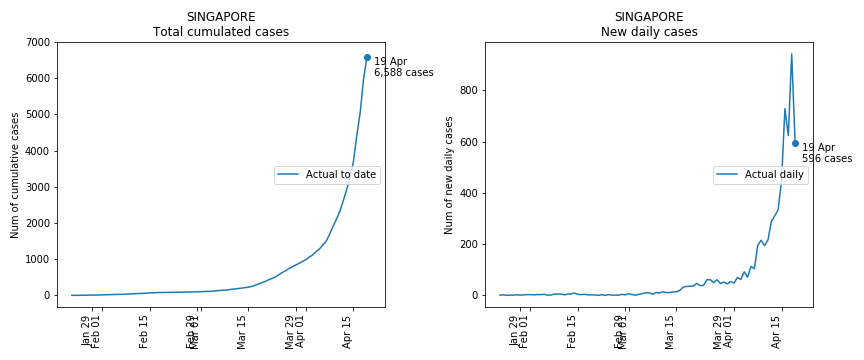 SINGAPORE
Total cumulated cases
Num of cumulative cases
7000
6000
5000
4000
3000
2000
1000
0
19 Apr
6,588 cases
Actual to date
Jan 29
Feb 01
Feb 15
Feb 29
Mar 01
Mar 15
Mar 29
Apr 01
Apr 15
SINGAPORE
New daily cases
Num of new daily cases
800
600
400
200
0
19 Apr
596 cases
Actual daily
Jan 29
Feb 01
Feb 15
Feb 29
Mar 01
Mar 15
Mar 29
Apr 01
Apr 15